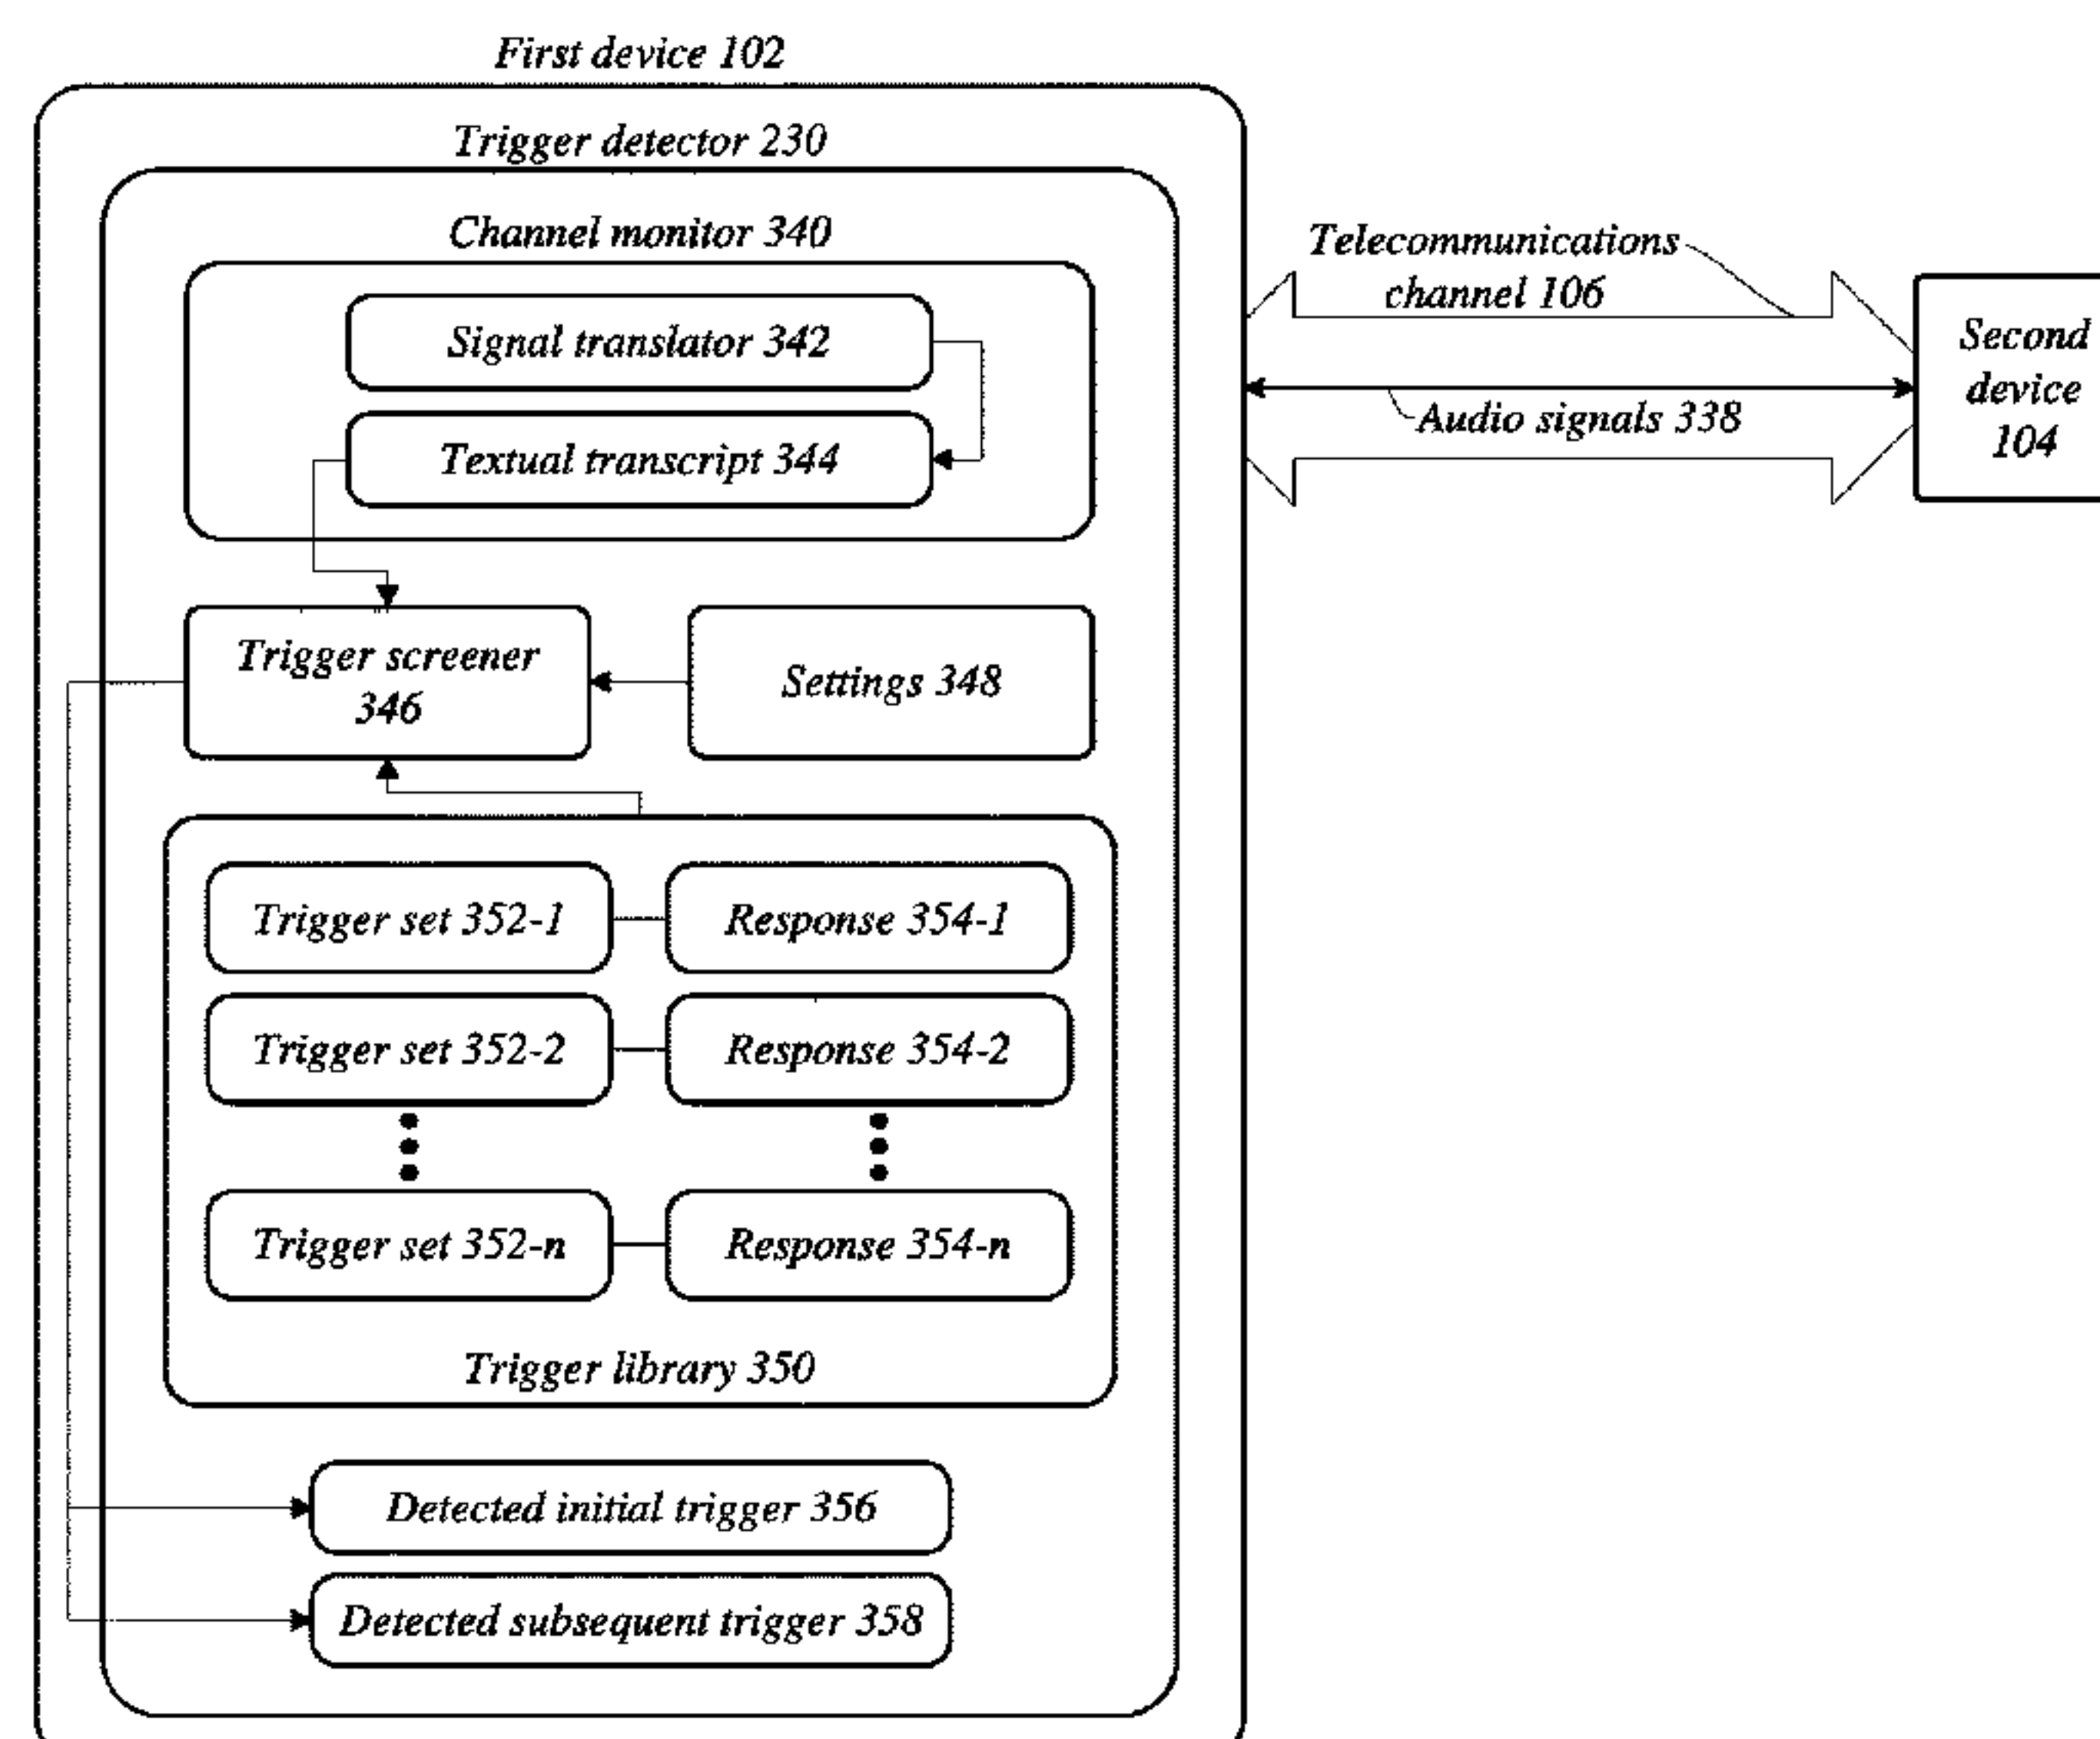 First device 102
Trigger detector 230
Channel monitor 340
Signal translator 342
Textual transcript 344
Telecommunications
channel 106
Audio signals 338
Second
device
104
Trigger screener
346
Settings 348
Trigger set 352-1
Response 354-1
Trigger set 352-2
Response 354-2
Trigger set 352-n
Response 354-n
Trigger library 350
Detected initial trigger 356
Detected subsequent trigger 358